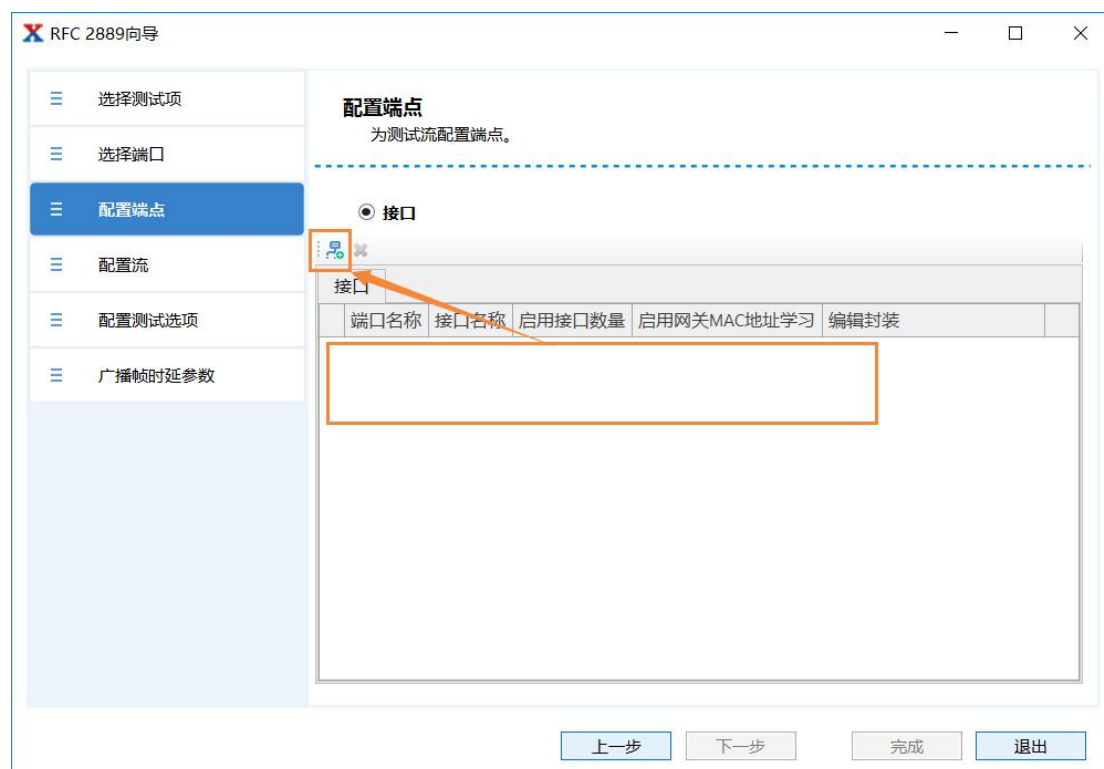 RFC 2889向导
选择测试项
选择端口
配置端点
配置流
配置测试选项
广播帧时延参数
配置端点
为测试流配置端点。
接口
接口
端口名称 接口名称 启用接口数量 启用网关MAC地址学习 编辑封装
上一步 下一步 完成 退出